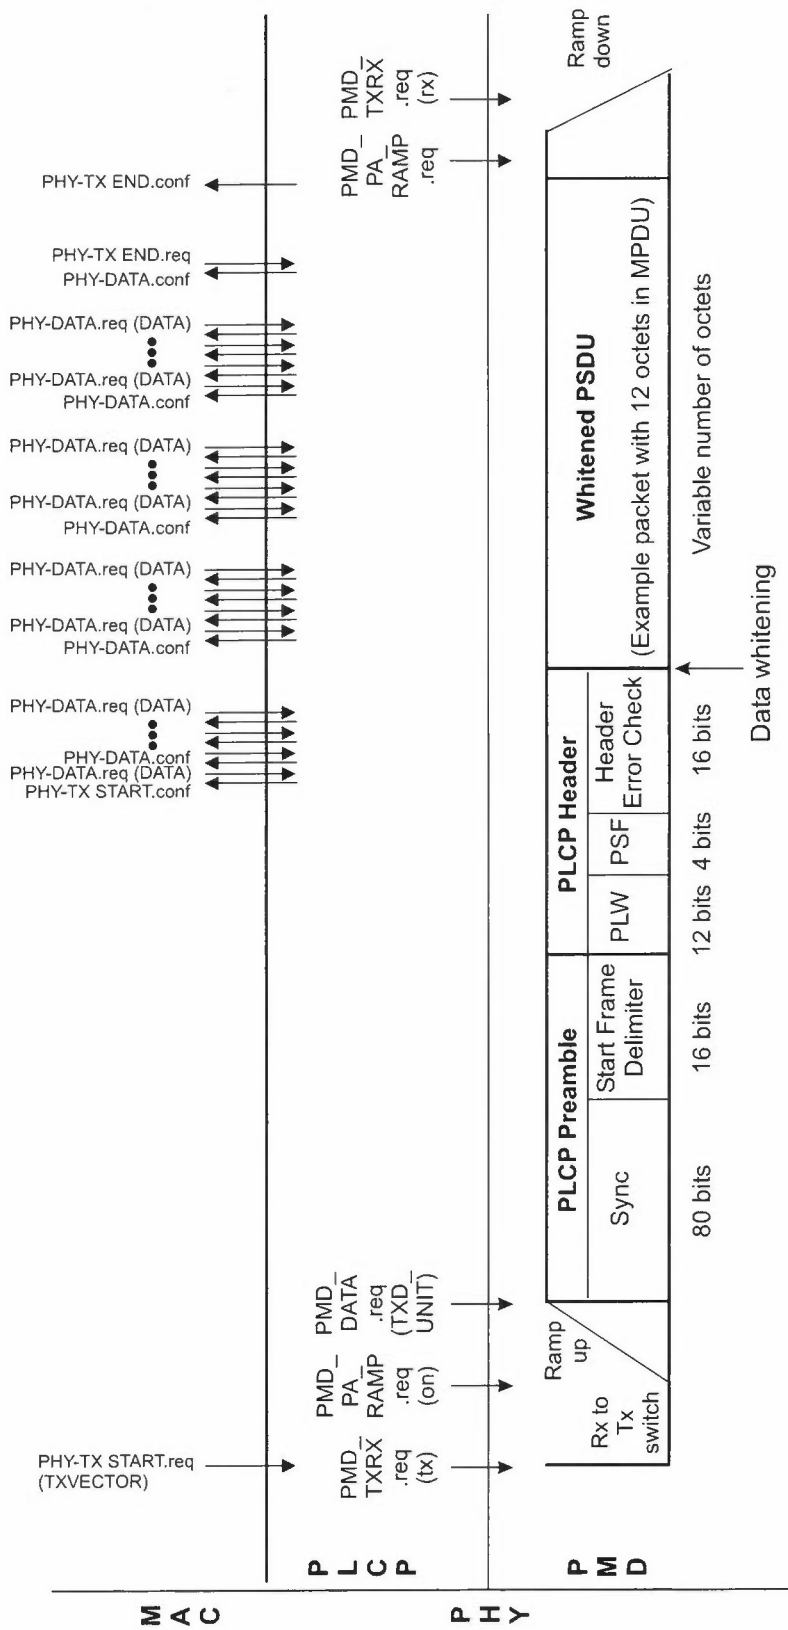 M
A
C
P
H
Y
P
L
C
P
P
M
D
PHY-TX START.req
(TXVECTOR)
PHY-TX START.conf
PHY-DATA.req (DATA)
PHY-DATA.conf
PHY-DATA.req (DATA)
PHY-DATA.conf
PHY-DATA.req (DATA)
PHY-DATA.req (DATA)
PHY-DATA.conf
PHY-DATA.req (DATA)
PHY-DATA.req (DATA)
PHY-DATA.conf
PHY-DATA.req (DATA)
PHY-DATA.req (DATA)
PHY-DATA.conf
PHY-TX END.req
PHY-TX END.conf
PMD_
TXRX
.req
(tx)
PMD_
PA_
RAMP
.req
(on)
PMD_
DATA
.req
(TXD_
UNIT)
PMD_
PA_
RAMP
.req
PMD_
TXRX
.req
(rx)
Rx to
Tx
switch
Ramp
up
PLCP Preamble
Sync
Start Frame
Delimiter
PLCP Header
PLW
PSF
Header
Error Check
Whitened PSDU
(Example packet with 12 octets in MPDU)
Ramp
down
80 bits
16 bits
12 bits
4 bits
16 bits
Variable number of octets
Data whitening